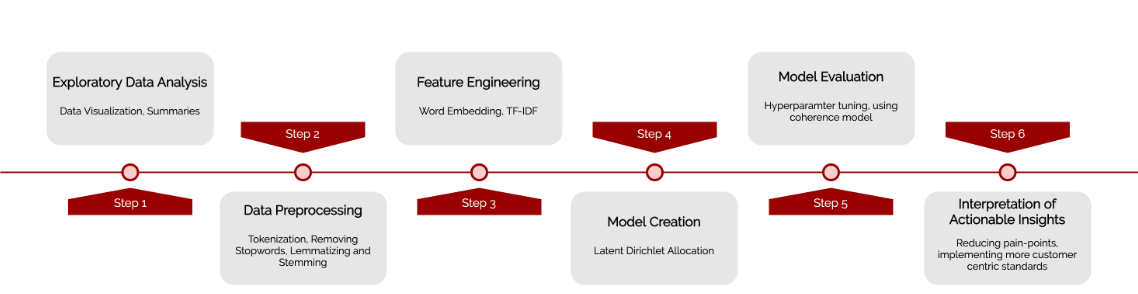 Exploratory Data Analysis
Data Visualization, Summaries
Step 1
Step 2
Data Preprocessing
Tokenization, Removing
Stopwords, Lemmatizing and
Stemming
Feature Engineering
Word Embedding, TF-IDF
Step 3
Step 4
Model Creation
Latent Dirichlet Allocation
Model Evaluation
Hyperparamter tuning, using
coherence model
Step 5
Step 6
Interpretation of
Actionable Insights
Reducing pain-points,
implementing more customer
centric standards